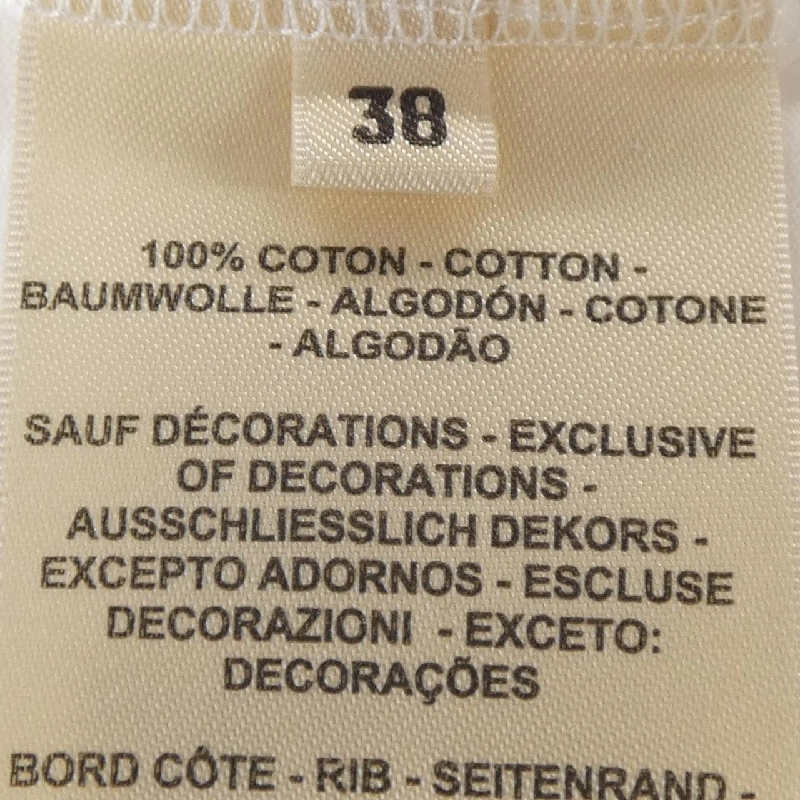 38
100% COTON - COTTON -
BAUMWOLLE - ALGODÓN - COTONE
- ALGODÃO
SAUF DÉCORATIONS - EXCLUSIVE
OF DECORATIONS -
AUSSCHLIESSLICH DEKORS -
EXCEPTO ADORNOS - ESCLUSE
DECORAZIONI - EXCETO:
DECORAÇÕES
BORD CÔTE - RIB - SEITENRAND -